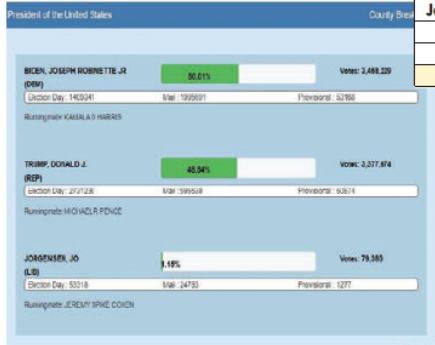 President of the United States County Break
Jo
BIDEN, JOSEPH ROBINETTE JR 50.01% Votes: 3,458,229
(DEM)
Election Day: 1409341 Mail: 1995691 Provisional: 53168
Runningmate: KAMALA D HARRIS
TRUMP, DONALD J. 48.84% Votes: 3,377,674
(REP)
Election Day: 2731230 Mail: 595538 Provisional:
Runningmate: MICHAEL R PENCE
JORGENSEN, JO 1.15% Votes: 79,380
(LIB)
Election Day: 53318 Mail: 24783 Provisional: 1277
Runningmate: JEREMY SPIKE COHEN